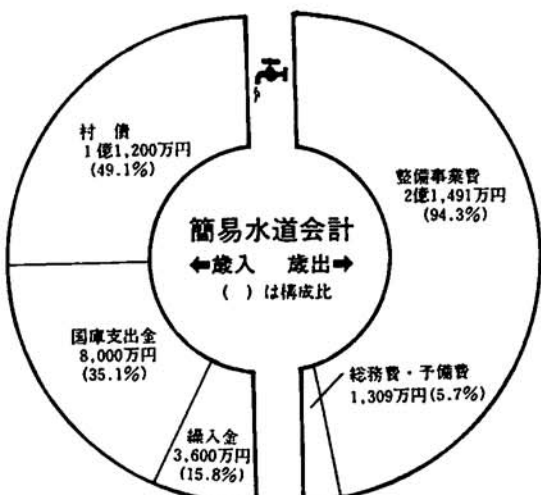 村 債
1億1,200万円
(49.1%)
国庫支出金
8,000万円
(35.1%)
繰入金
3,600万円
(15.8%)
簡易水道会計
←歳入 歳出→
( ) は構成比
整備事業費
2億1,491万円
(94.3%)
総務費・予備費
1,309万円(5.7%)